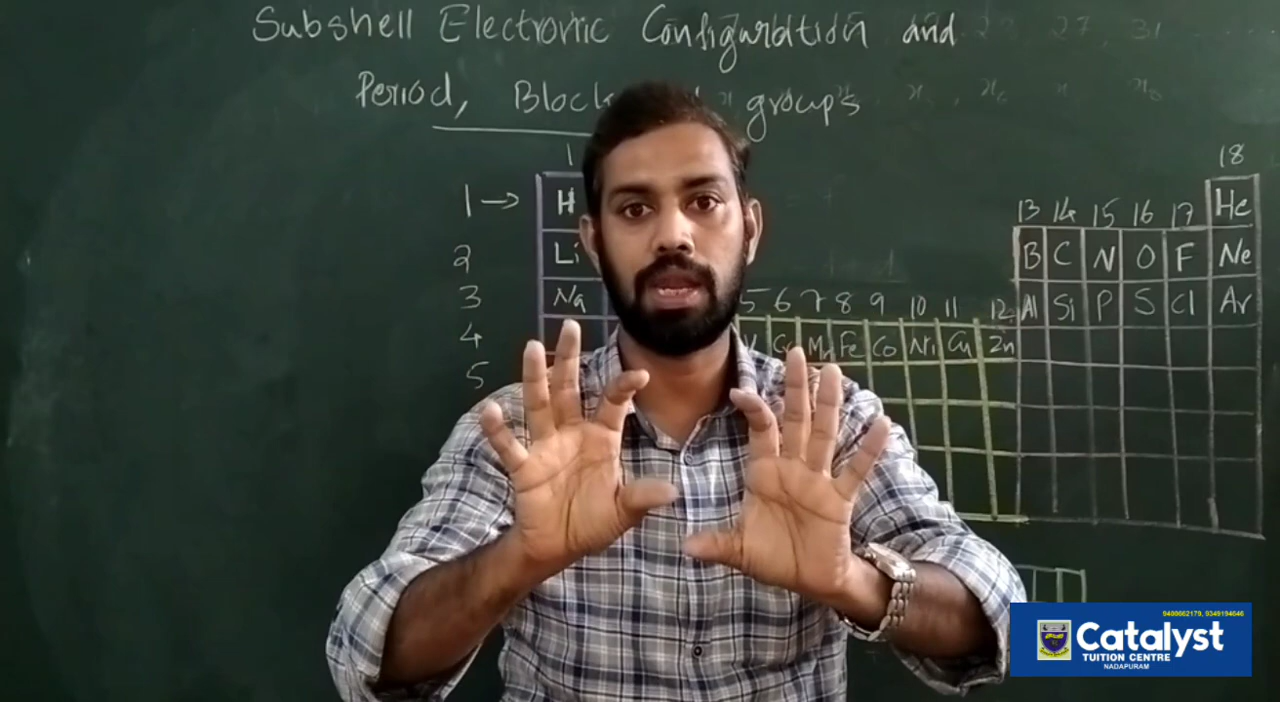 Subshell Electronic Configuration and
Period, Block groups
1 18
1 → H He
13 14 15 16 17
2 Li B C N O F Ne
3 Na 5 6 7 8 9 10 11 12 Al Si P S Cl Ar
4 V Mn Fe Co Ni Cu Zn
5
9400662179, 9349194646
Catalyst
TUITION CENTRE
NADAPURAM